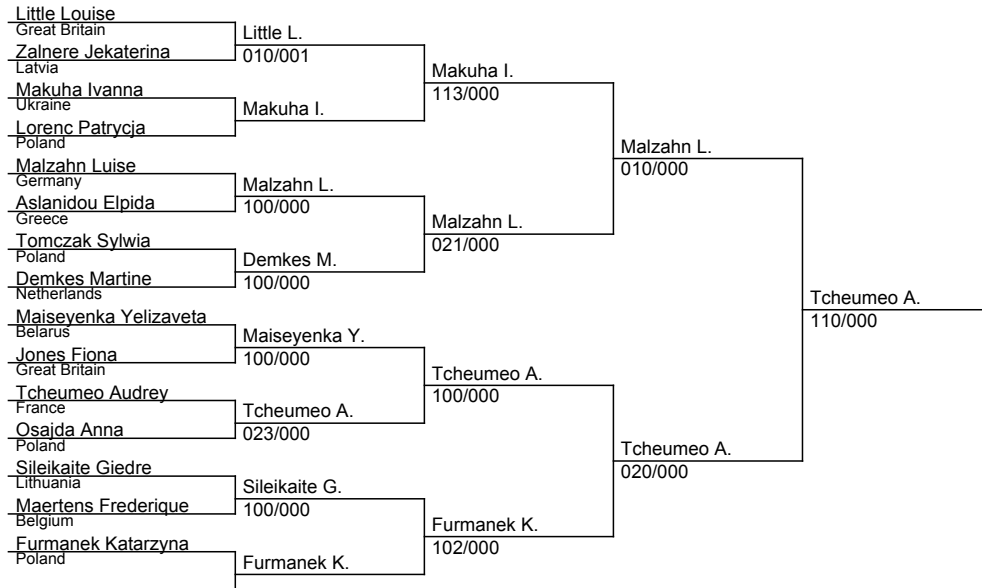 Little Louise
Great Britain
Zalnere Jekaterina
Latvia
Makuha Ivanna
Ukraine
Lorenc Patrycja
Poland
Malzahn Luise
Germany
Aslanidou Elpida
Greece
Tomczak Sylwia
Poland
Demkes Martine
Netherlands
Maiseyenka Yelizaveta
Belarus
Jones Fiona
Great Britain
Tcheumeo Audrey
France
Osajda Anna
Poland
Sileikaite Giedre
Lithuania
Maertens Frederique
Belgium
Furmanek Katarzyna
Poland
Little L.
010/001
Makuha I.
Malzahn L.
100/000
Demkes M.
100/000
Maiseyenka Y.
100/000
Tcheumeo A.
023/000
Sileikaite G.
100/000
Furmanek K.
Makuha I.
113/000
Malzahn L.
021/000
Tcheumeo A.
100/000
Furmanek K.
102/000
Malzahn L.
010/000
Tcheumeo A.
020/000
Tcheumeo A.
110/000